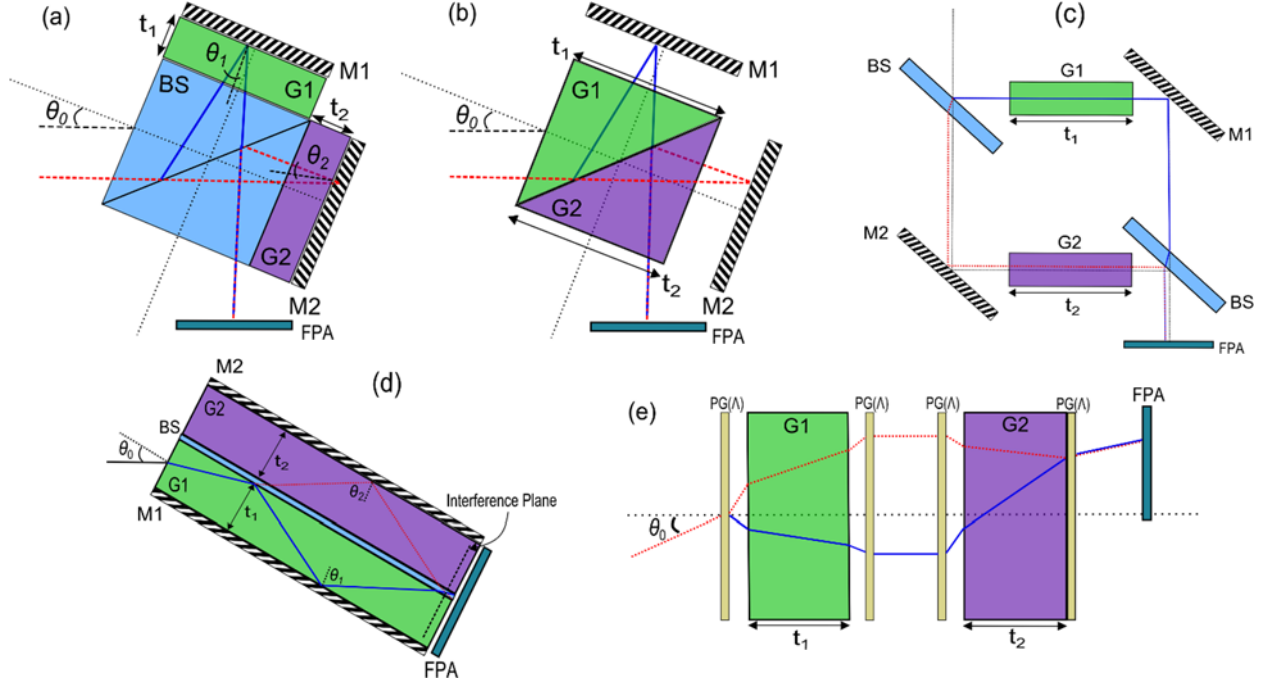 (a)
t₁
θ₁
M1
BS
G1
t₂
θ₀
θ₂
G2
M2
FPA
(b)
t₁
M1
G1
θ₀
G2
t₂
M2
FPA
(c)
BS
G1
t₁
M1
M2
G2
t₂
BS
FPA
(d)
M2
G2
BS
θ₀
t₂
G1
θ₂
Interference Plane
t₁
M1
θ₁
FPA
(e)
PG(Λ)
G1
PG(Λ)
PG(Λ)
G2
PG(Λ)
FPA
θ₀
t₁
t₂